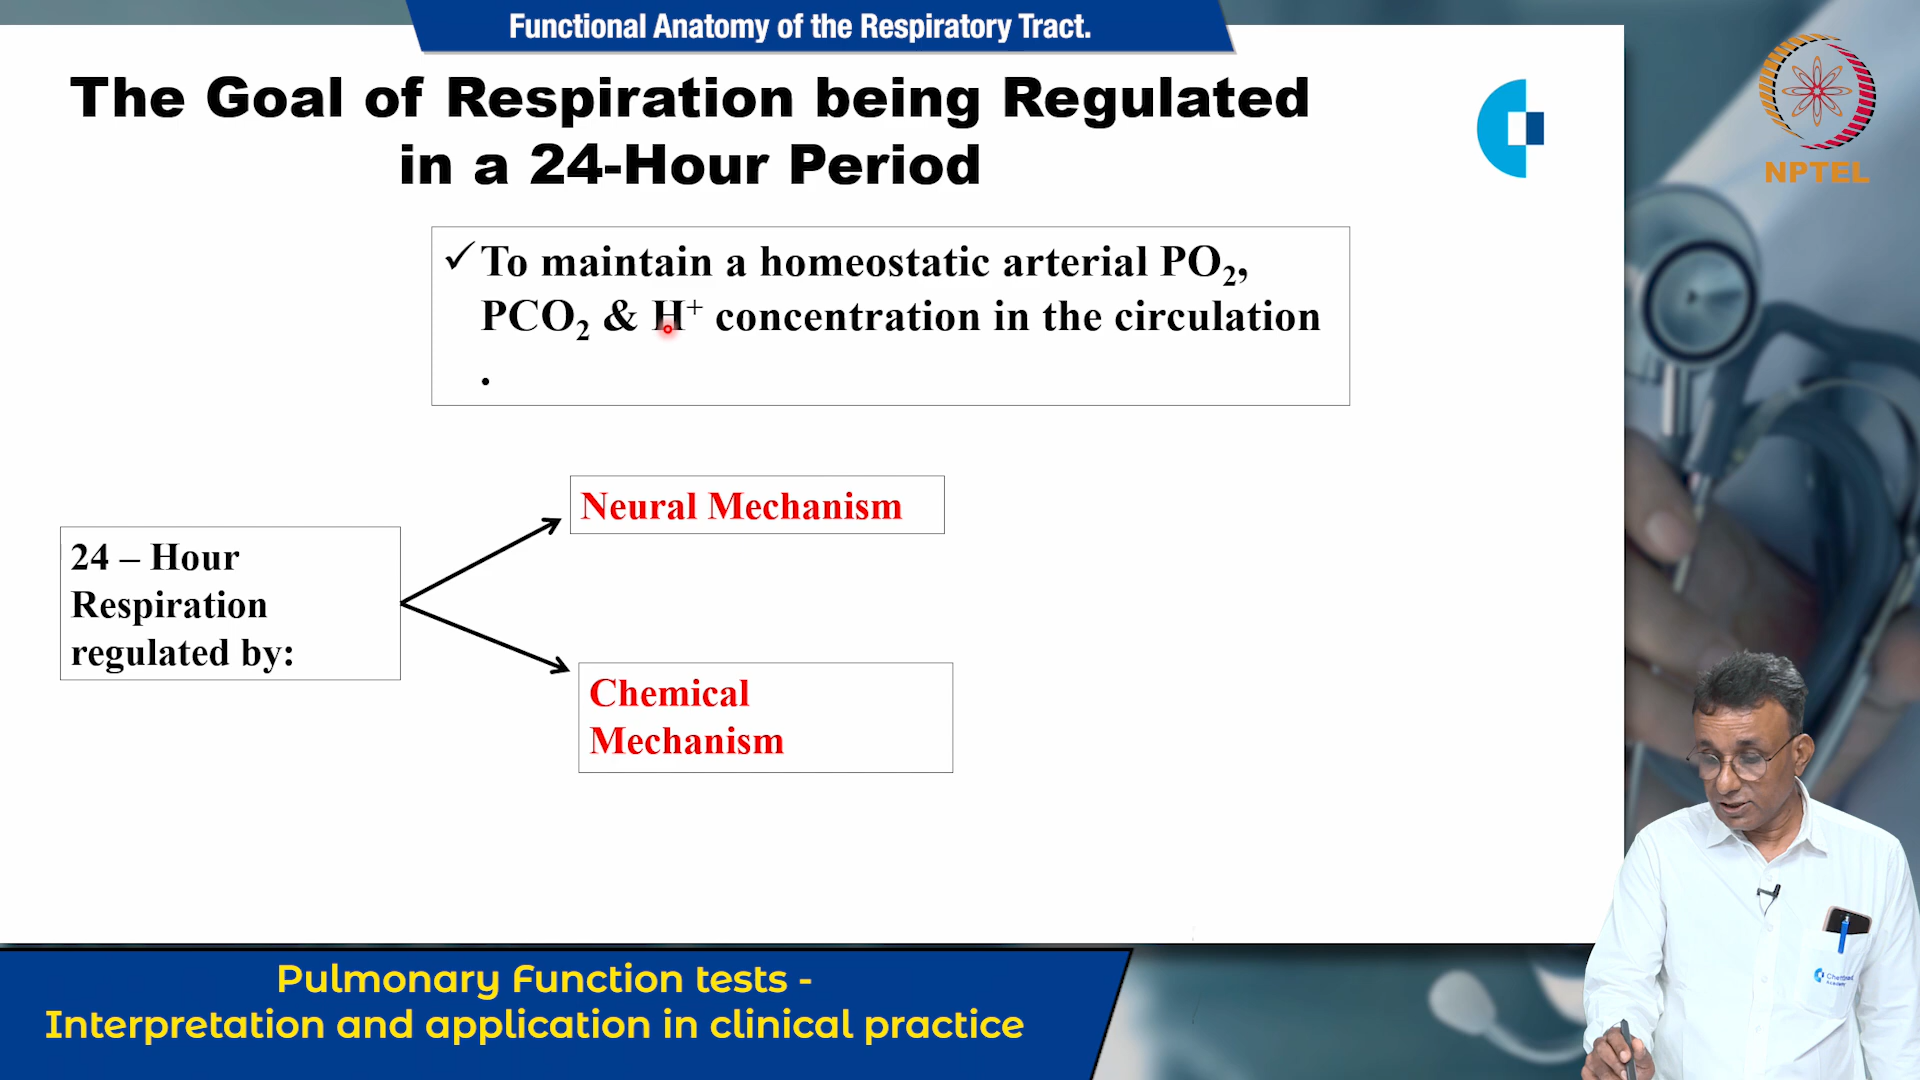 Functional Anatomy of the Respiratory Tract.
The Goal of Respiration being Regulated
in a 24-Hour Period
NPTEL
✓To maintain a homeostatic arterial PO₂,
PCO₂ & H⁺ concentration in the circulation
.
Neural Mechanism
24 – Hour
Respiration
regulated by:
Chemical
Mechanism
Pulmonary Function tests -
Interpretation and application in clinical practice